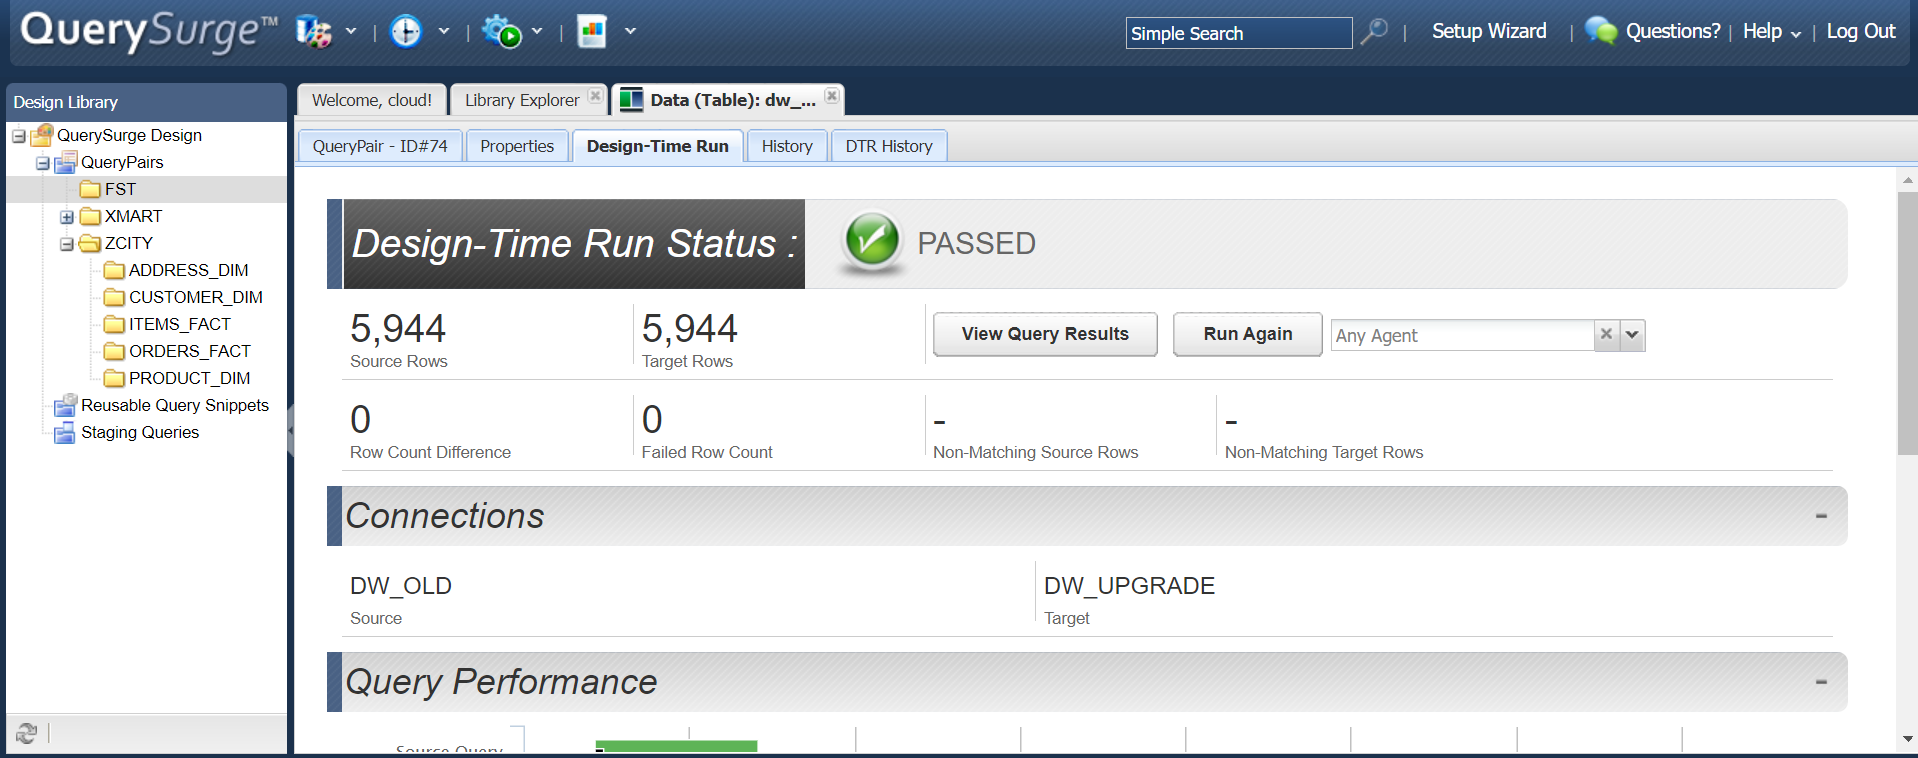 QuerySurge™
Simple Search
Setup Wizard
Questions?
Help
Log Out
Design Library
Welcome, cloud!
Library Explorer
Data (Table): dw_...
QuerySurge Design
QueryPairs
FST
XMART
ZCITY
ADDRESS_DIM
CUSTOMER_DIM
ITEMS_FACT
ORDERS_FACT
PRODUCT_DIM
Reusable Query Snippets
Staging Queries
QueryPair - ID#74
Properties
Design-Time Run
History
DTR History
Design-Time Run Status :
PASSED
5,944
Source Rows
5,944
Target Rows
View Query Results
Run Again
Any Agent
0
Row Count Difference
0
Failed Row Count
-
Non-Matching Source Rows
-
Non-Matching Target Rows
Connections
DW_OLD
Source
DW_UPGRADE
Target
Query Performance
Source Query